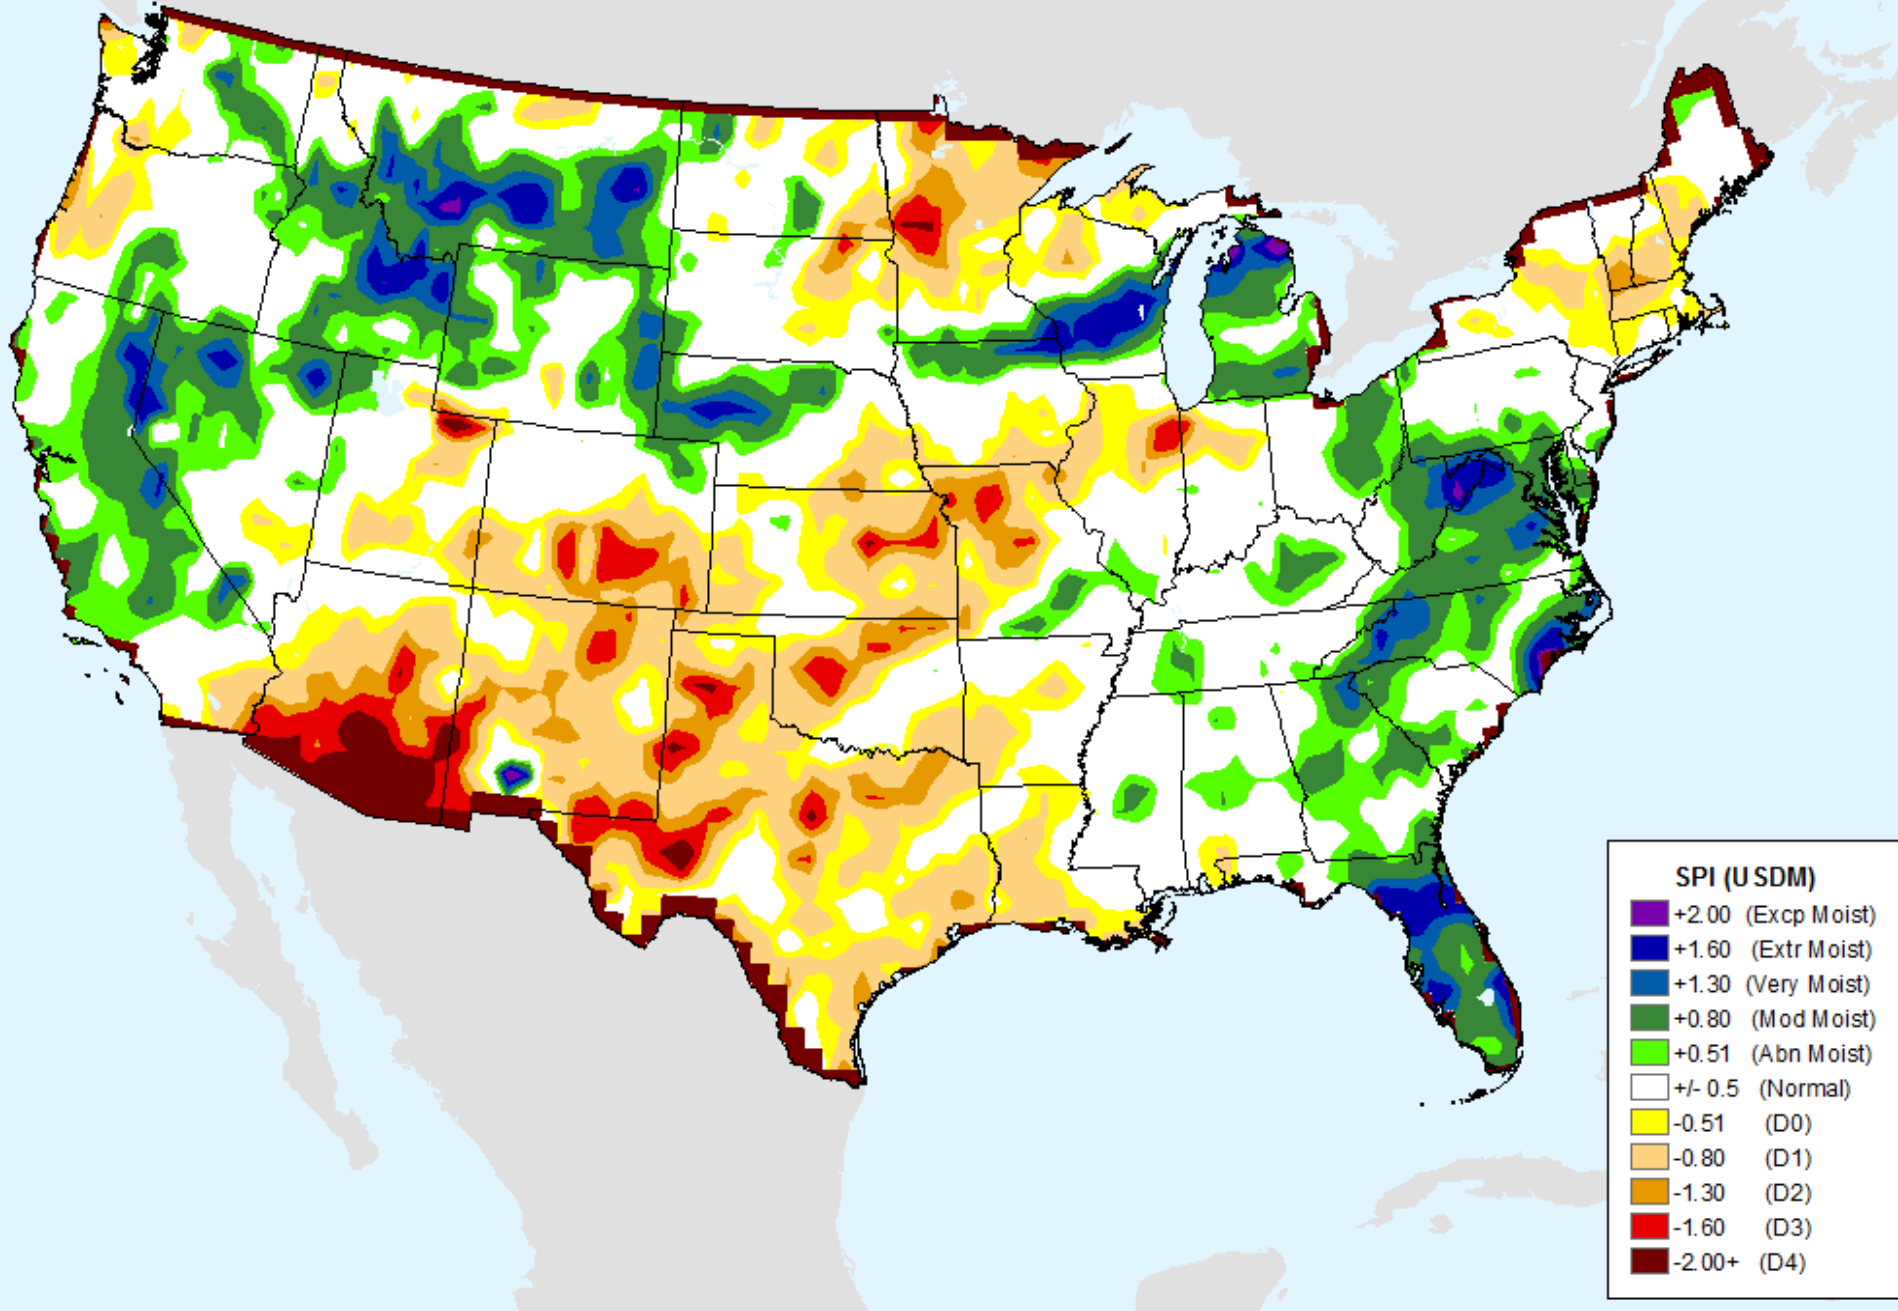 SPI (USDM)
+2.00 (Excp Moist)
+1.60 (Extr Moist)
+1.30 (Very Moist)
+0.80 (Mod Moist)
+0.51 (Abn Moist)
+/- 0.5 (Normal)
-0.51 (D0)
-0.80 (D1)
-1.30 (D2)
-1.60 (D3)
-2.00+ (D4)